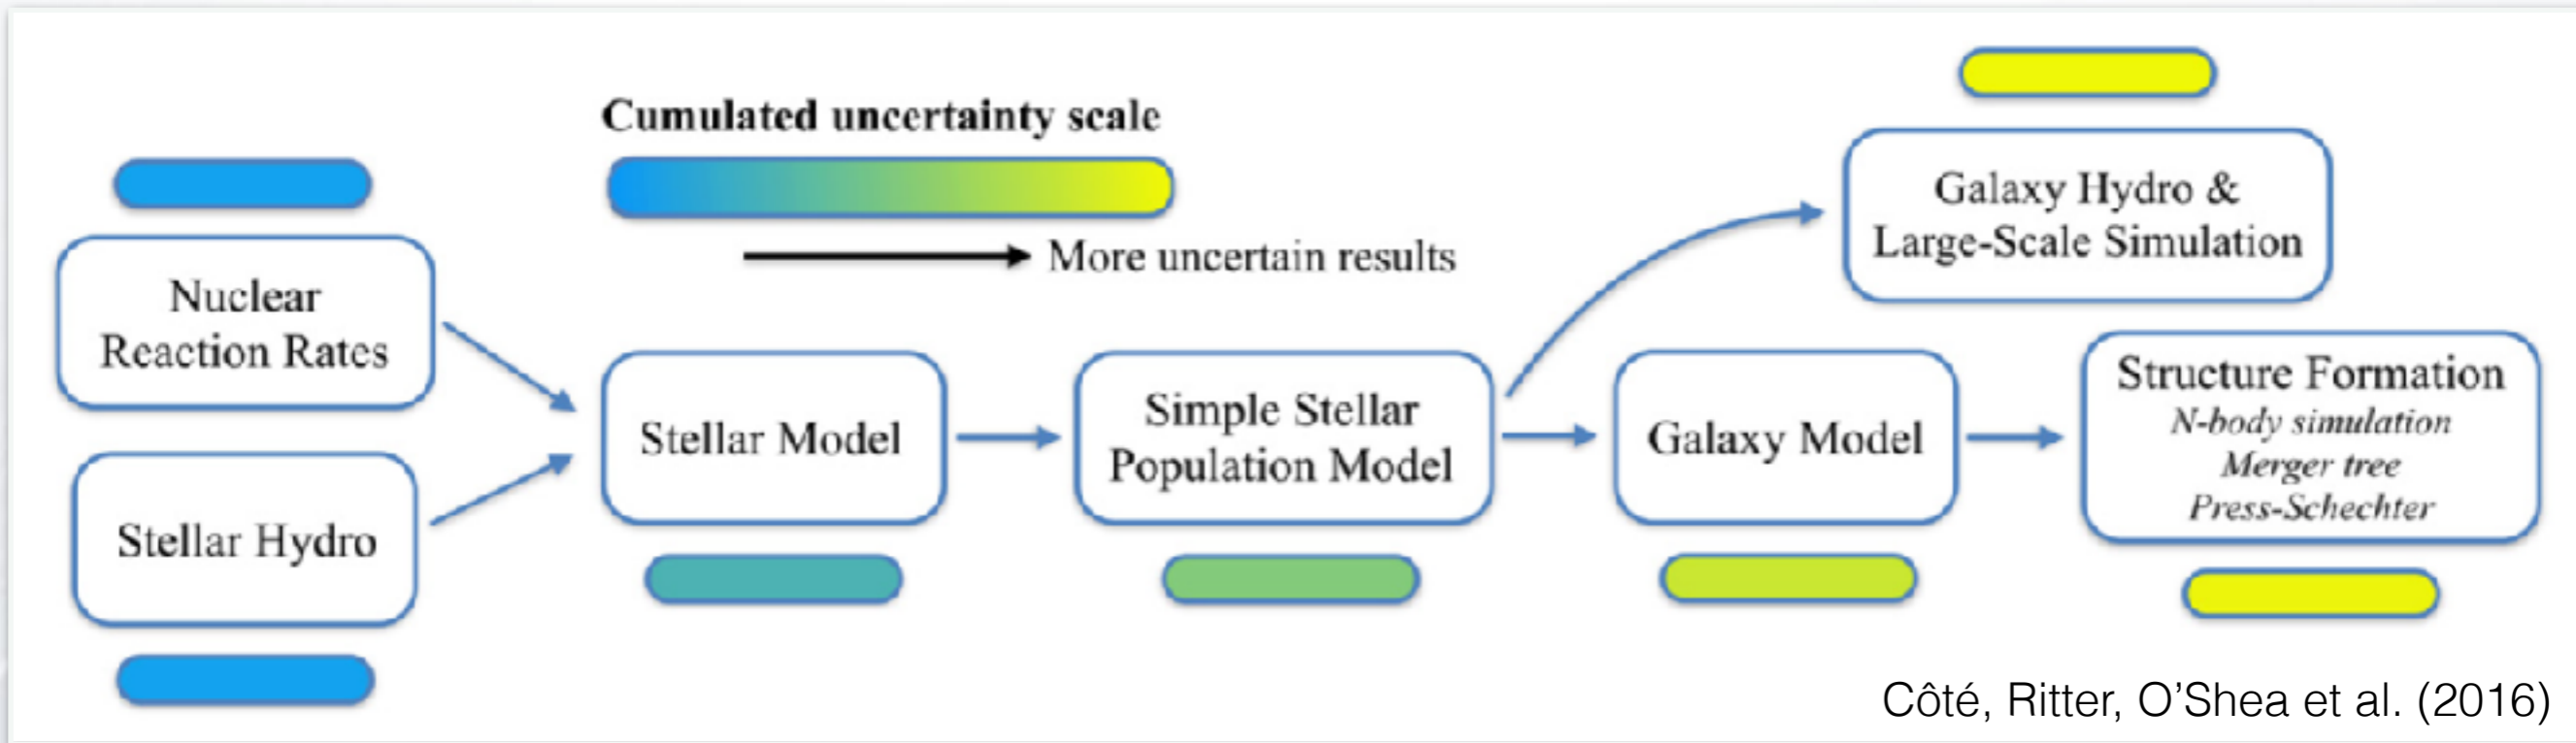 Cumulated uncertainty scale
More uncertain results
Nuclear
Reaction Rates
Stellar Hydro
Stellar Model
Simple Stellar
Population Model
Galaxy Hydro &
Large-Scale Simulation
Galaxy Model
Structure Formation
N-body simulation
Merger tree
Press-Schechter
Côté, Ritter, O’Shea et al. (2016)